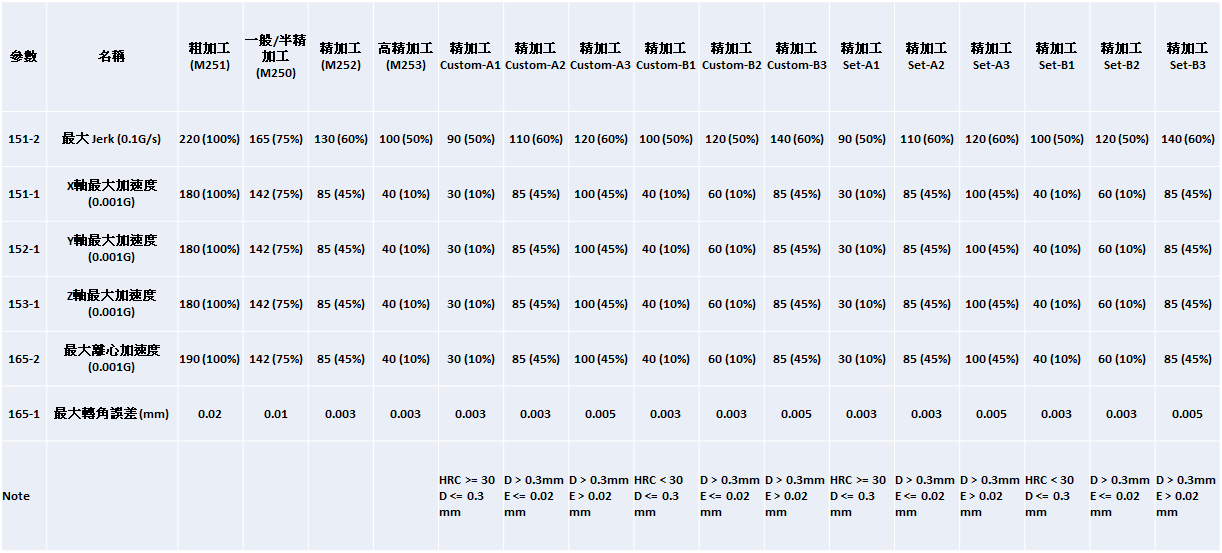 參數 名稱 粗加工 (M251) 一般/半精加工 (M250) 精加工 (M252) 高精加工 (M253) 精加工 Custom-A1 精加工 Custom-A2 精加工 Custom-A3 精加工 Custom-B1 精加工 Custom-B2 精加工 Custom-B3 精加工 Set-A1 精加工 Set-A2 精加工 Set-A3 精加工 Set-B1 精加工 Set-B2 精加工 Set-B3
151-2 最大 Jerk (0.1G/s) 220 (100%) 165 (75%) 130 (60%) 100 (50%) 90 (50%) 110 (60%) 120 (60%) 100 (50%) 120 (50%) 140 (60%) 90 (50%) 110 (60%) 120 (60%) 100 (50%) 120 (50%) 140 (60%)
151-1 X軸最大加速度 (0.001G) 180 (100%) 142 (75%) 85 (45%) 40 (10%) 30 (10%) 85 (45%) 100 (45%) 40 (10%) 60 (10%) 85 (45%) 30 (10%) 85 (45%) 100 (45%) 40 (10%) 60 (10%) 85 (45%)
152-1 Y軸最大加速度 (0.001G) 180 (100%) 142 (75%) 85 (45%) 40 (10%) 30 (10%) 85 (45%) 100 (45%) 40 (10%) 60 (10%) 85 (45%) 30 (10%) 85 (45%) 100 (45%) 40 (10%) 60 (10%) 85 (45%)
153-1 Z軸最大加速度 (0.001G) 180 (100%) 142 (75%) 85 (45%) 40 (10%) 30 (10%) 85 (45%) 100 (45%) 40 (10%) 60 (10%) 85 (45%) 30 (10%) 85 (45%) 100 (45%) 40 (10%) 60 (10%) 85 (45%)
165-2 最大離心加速度 (0.001G) 190 (100%) 142 (75%) 85 (45%) 40 (10%) 30 (10%) 85 (45%) 100 (45%) 40 (10%) 60 (10%) 85 (45%) 30 (10%) 85 (45%) 100 (45%) 40 (10%) 60 (10%) 85 (45%)
165-1 最大轉角誤差 (mm) 0.02 0.01 0.003 0.003 0.003 0.003 0.005 0.003 0.003 0.005 0.003 0.003 0.005 0.003 0.003 0.005
Note HRC >= 30 D <= 0.3 mm D > 0.3mm E <= 0.02 mm D > 0.3mm E > 0.02 mm HRC < 30 D <= 0.3 mm D > 0.3mm E <= 0.02 mm D > 0.3mm E > 0.02 mm HRC >= 30 D <= 0.3 mm D > 0.3mm E <= 0.02 mm D > 0.3mm E > 0.02 mm HRC < 30 D <= 0.3 mm D > 0.3mm E <= 0.02 mm D > 0.3mm E > 0.02 mm